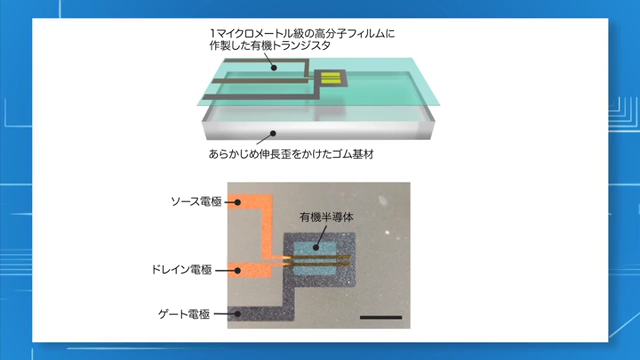 1マイクロメートル級の高分子フィルムに
作製した有機トランジスタ
あらかじめ伸長歪をかけたゴム基材
ソース電極
有機半導体
ドレイン電極
ゲート電極